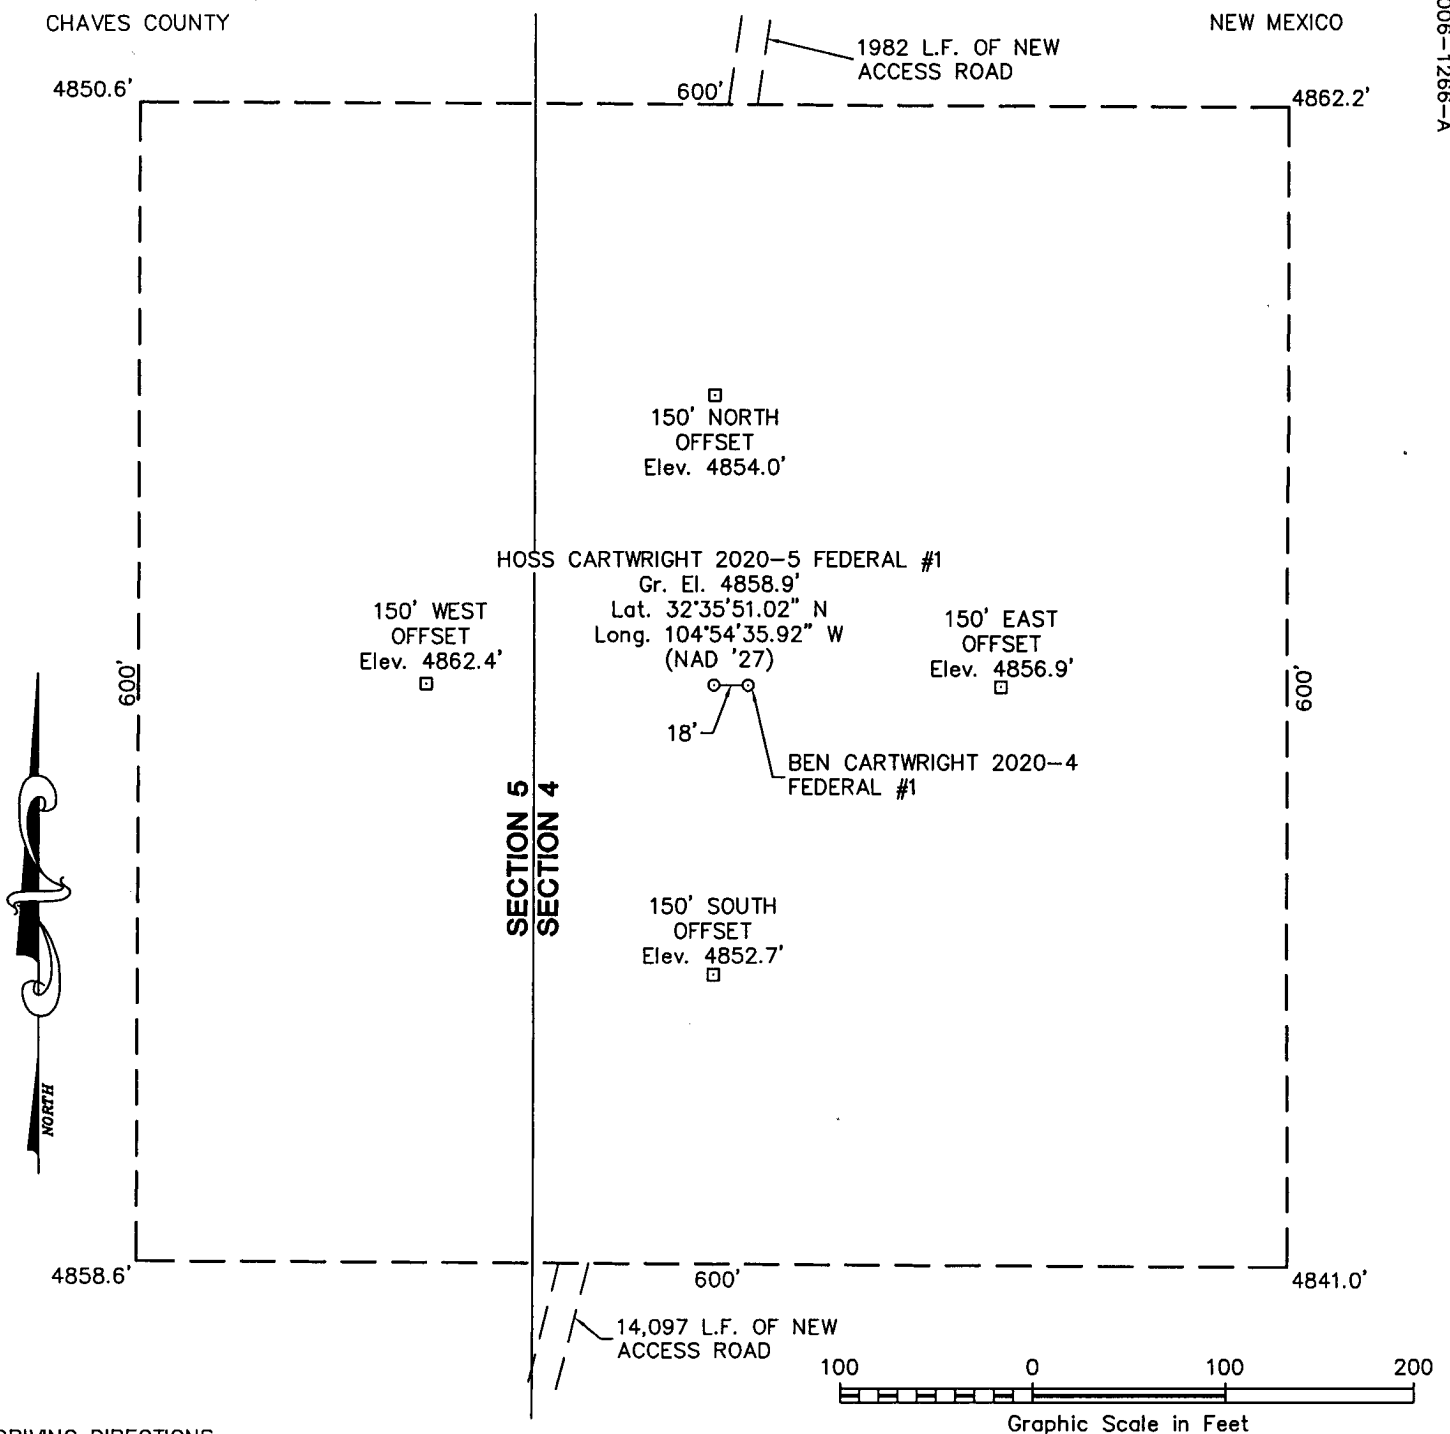 CHAVES COUNTY
NEW MEXICO
1982 L.F. OF NEW
ACCESS ROAD
4850.6'
600'
4862.2'
150' NORTH
OFFSET
Elev. 4854.0'
HOSS CARTWRIGHT 2020-5 FEDERAL #1
Gr. El. 4858.9'
Lat. 32°35'51.02" N
Long. 104°54'35.92" W
(NAD '27)
150' WEST
OFFSET
Elev. 4862.4'
150' EAST
OFFSET
Elev. 4856.9'
600'
600'
18'
BEN CARTWRIGHT 2020-4
FEDERAL #1
SECTION 5
SECTION 4
150' SOUTH
OFFSET
Elev. 4852.7'
NORTH
4858.6'
600'
4841.0'
14,097 L.F. OF NEW
ACCESS ROAD
100 0 100 200
Graphic Scale in Feet
DRIVING DIRECTIONS